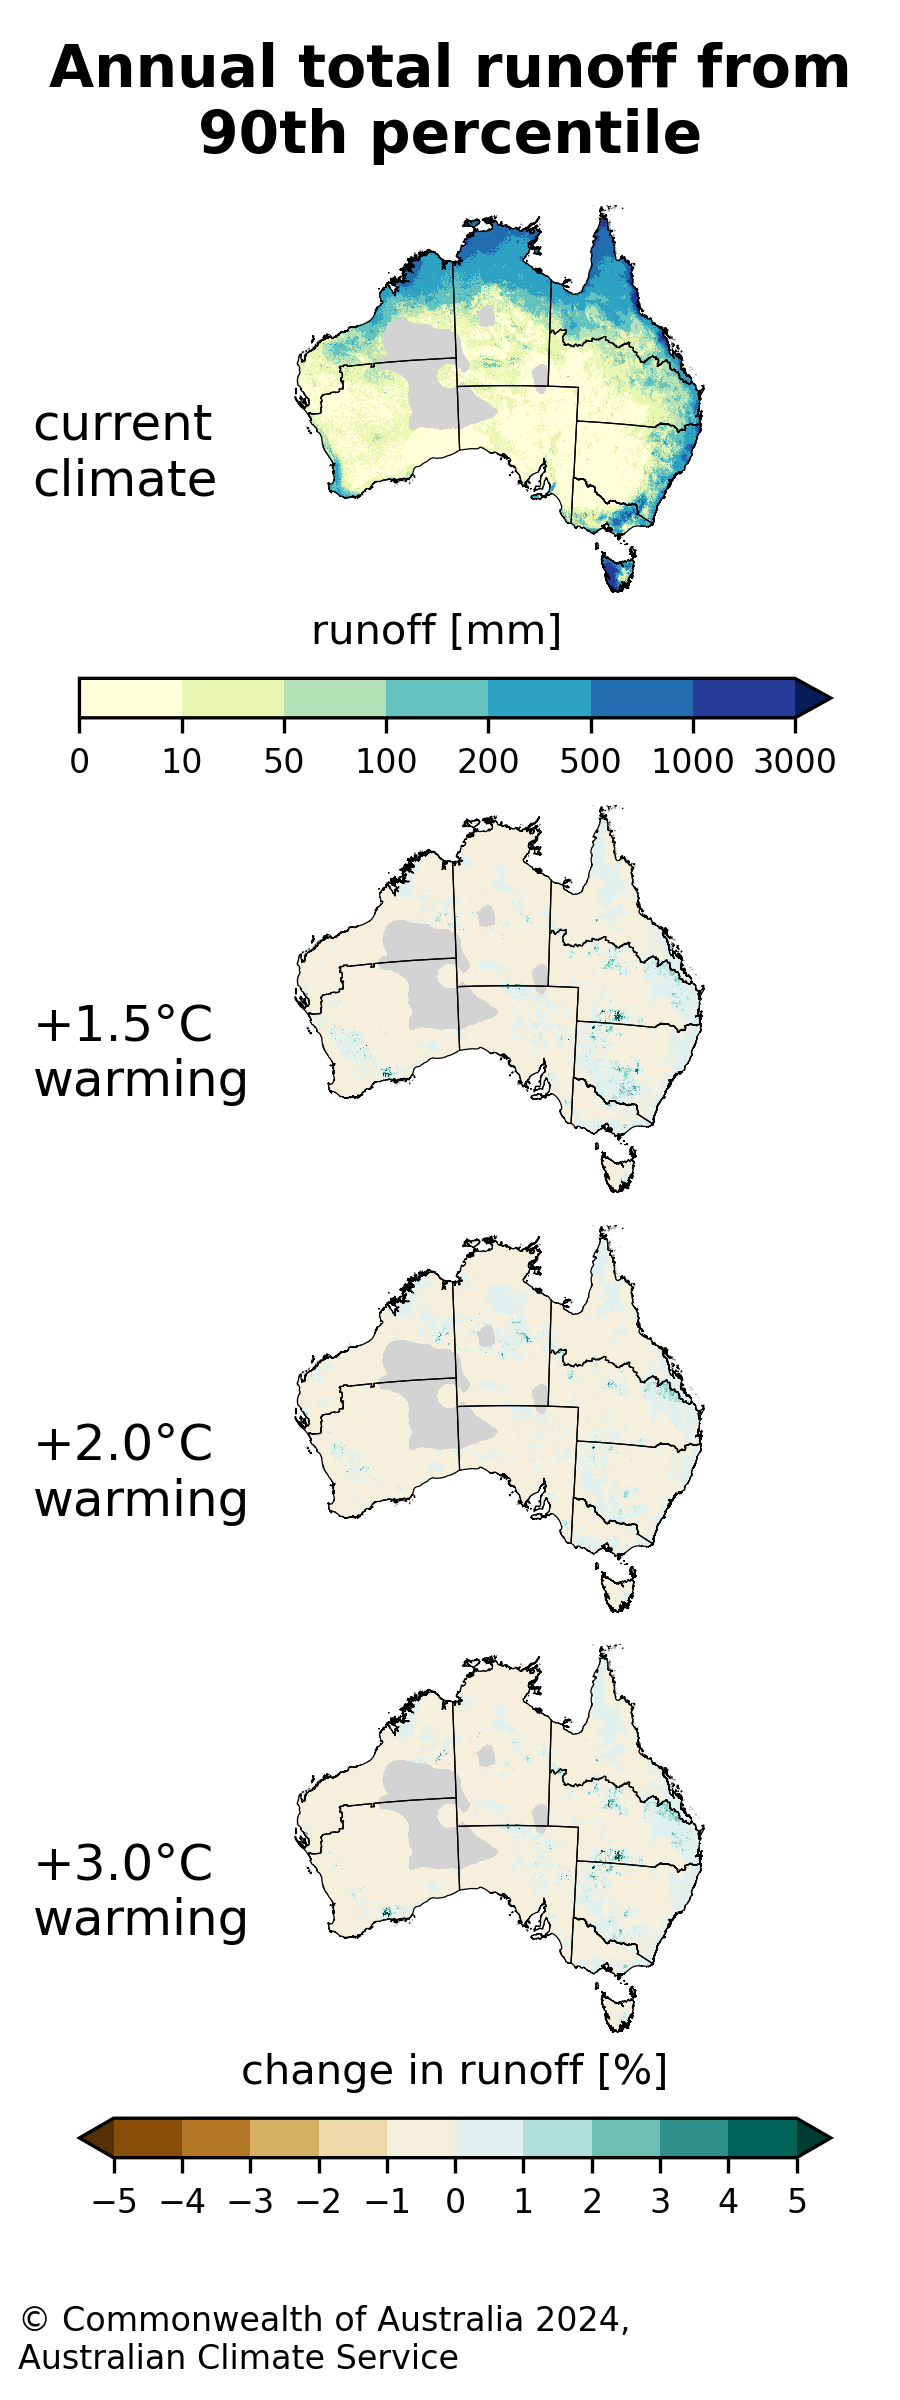 Annual total runoff from
90th percentile
current
climate
runoff [mm]
0 10 50 100 200 500 1000 3000
+1.5°C
warming
+2.0°C
warming
+3.0°C
warming
change in runoff [%]
−5 −4 −3 −2 −1 0 1 2 3 4 5
© Commonwealth of Australia 2024,
Australian Climate Service